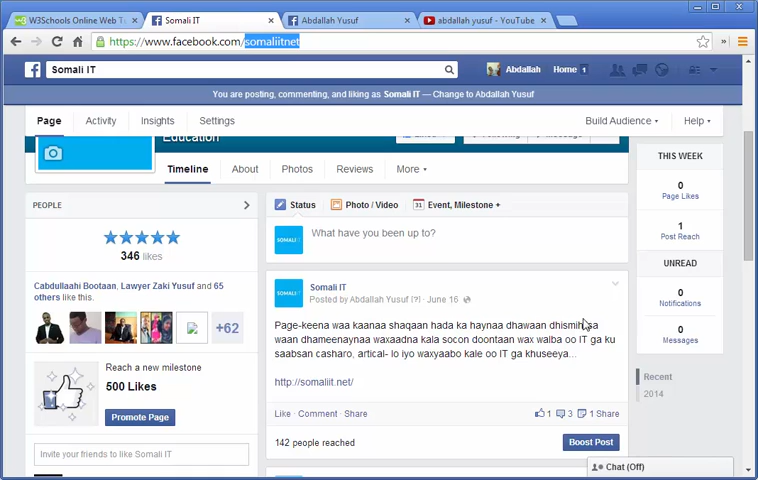 W3Schools Online Web T
Somali IT
Abdallah Yusuf
abdallah yusuf - YouTube
https://www.facebook.com/somaliitnet
Somali IT
Abdallah
Home 1
You are posting, commenting, and liking as Somali IT — Change to Abdallah Yusuf
Page
Activity
Insights
Settings
Build Audience
Help
Education
Timeline
About
Photos
Reviews
More
PEOPLE
346 likes
Cabdullaahi Bootaan, Lawyer Zaki Yusuf and 65
others like this.
+62
Reach a new milestone
500 Likes
Promote Page
Invite your friends to like Somali IT
Status
Photo / Video
31 Event, Milestone +
SOMALI IT
What have you been up to?
SOMALI IT
Somali IT
Posted by Abdallah Yusuf [?] · June 16
Page-keena waa kaanaa shaqaan hada ka haynaa dhawaan
waan dhameenaynaa waxaadna kala socon doontaan wax walba oo IT ga ku
saabsan casharo, artical- lo iyo waxyaabo kale oo IT ga khuseeya...
http://somaliit.net/
Like · Comment · Share
1 3 1 Share
142 people reached
Boost Post
THIS WEEK
0
Page Likes
1
Post Reach
UNREAD
0
Notifications
0
Messages
Recent
2014
Chat (Off)